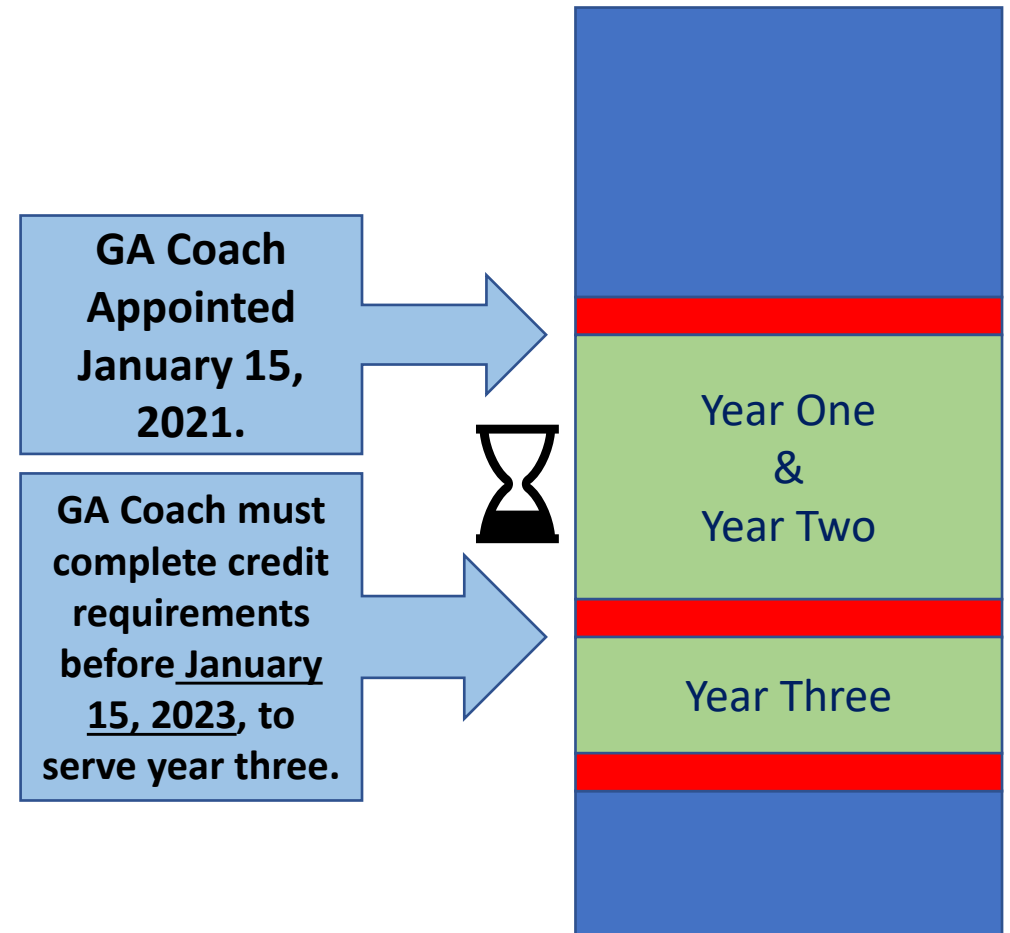 GA Coach
Appointed
January 15,
2021.
GA Coach must
complete credit
requirements
before January
15, 2023, to
serve year three.
Year One
&
Year Two
Year Three